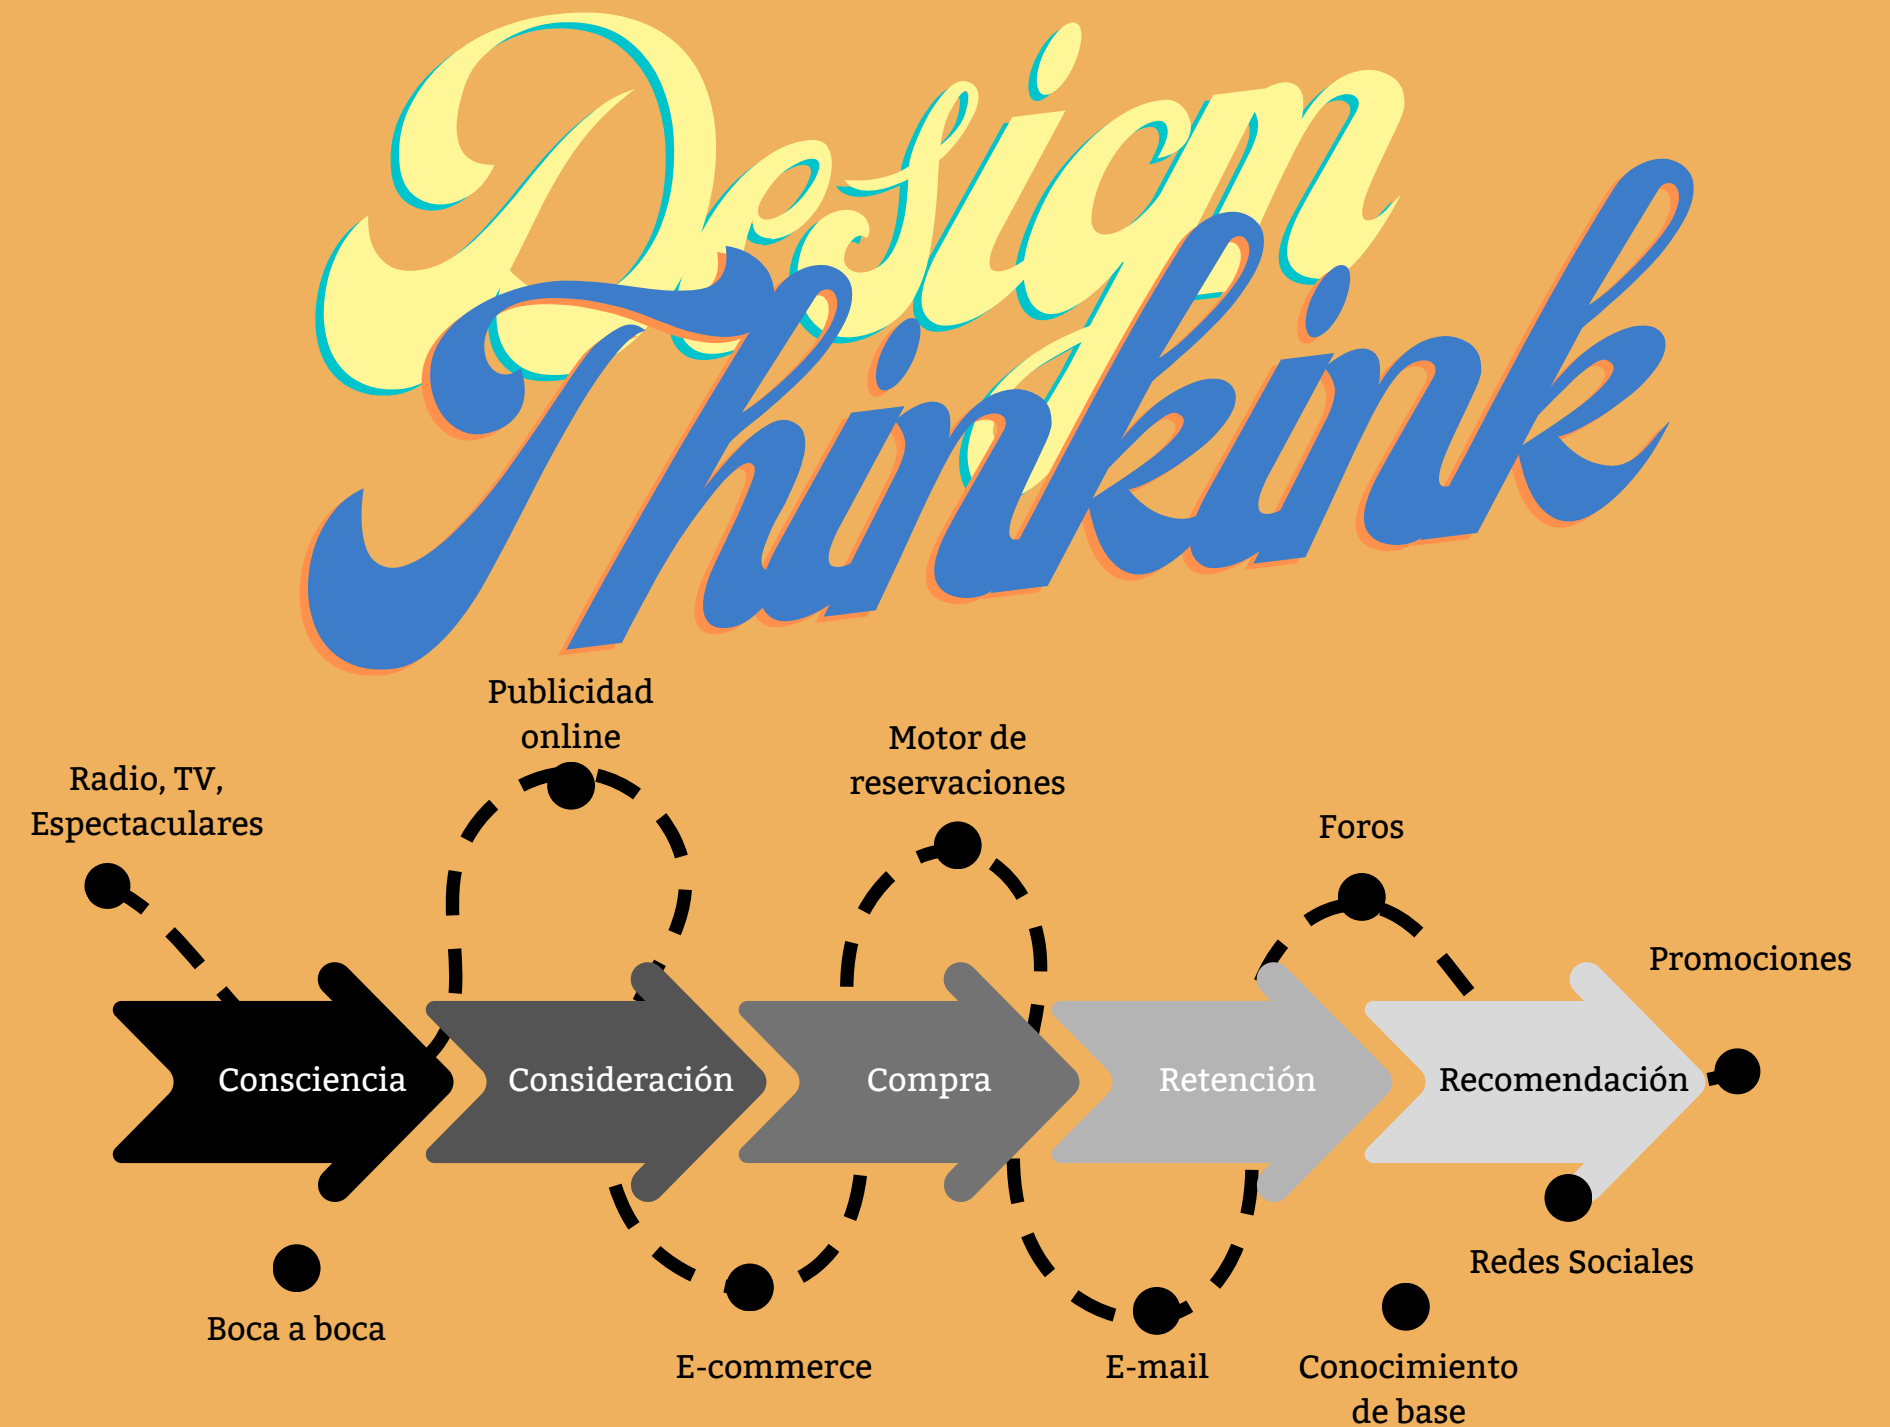 Design
Thinkink
Publicidad
online
Motor de
reservaciones
Radio, TV,
Espectaculares
Foros
Promociones
Consciencia
Consideración
Compra
Retención
Recomendación
Redes Sociales
Boca a boca
E-commerce
E-mail
Conocimiento
de base